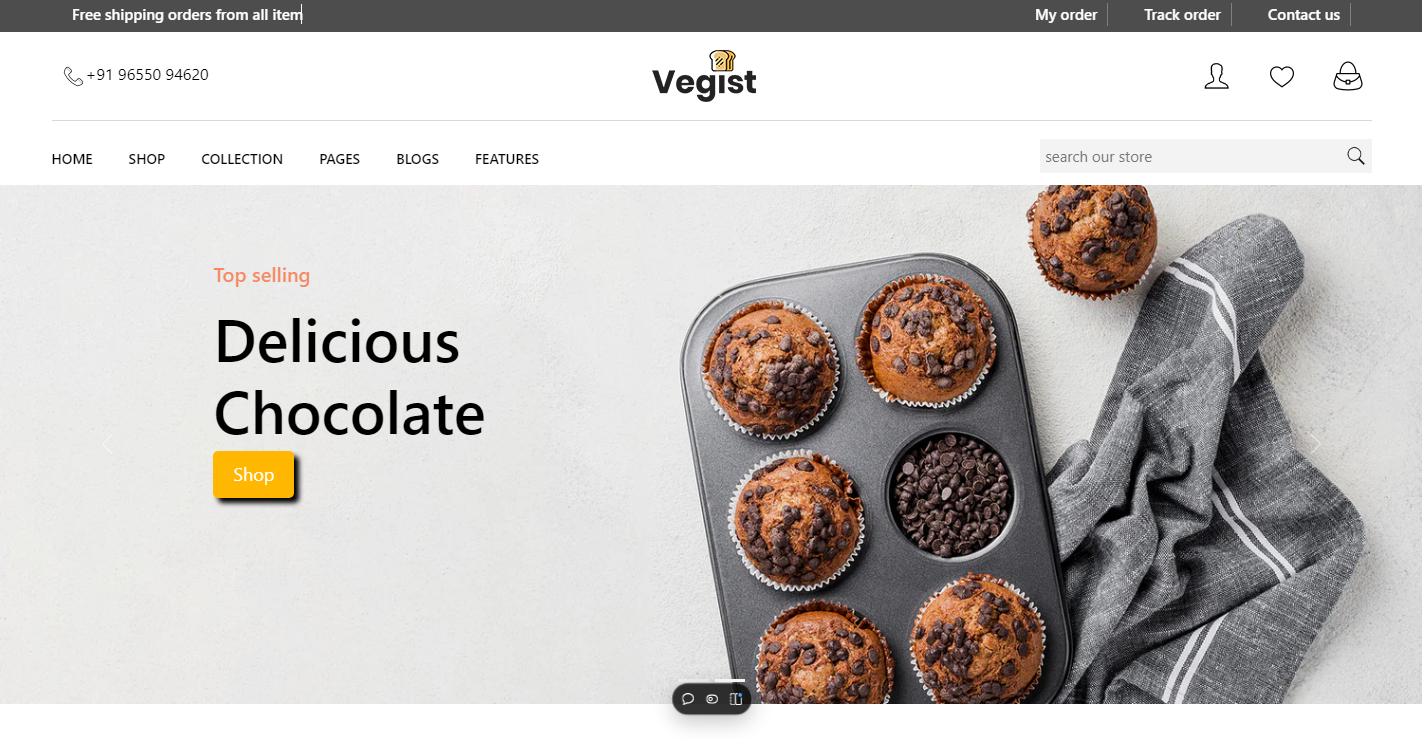 Free shipping orders from all item
My order
Track order
Contact us
+91 96550 94620
Vegist
HOME
SHOP
COLLECTION
PAGES
BLOGS
FEATURES
search our store
Top selling
Delicious
Chocolate
Shop